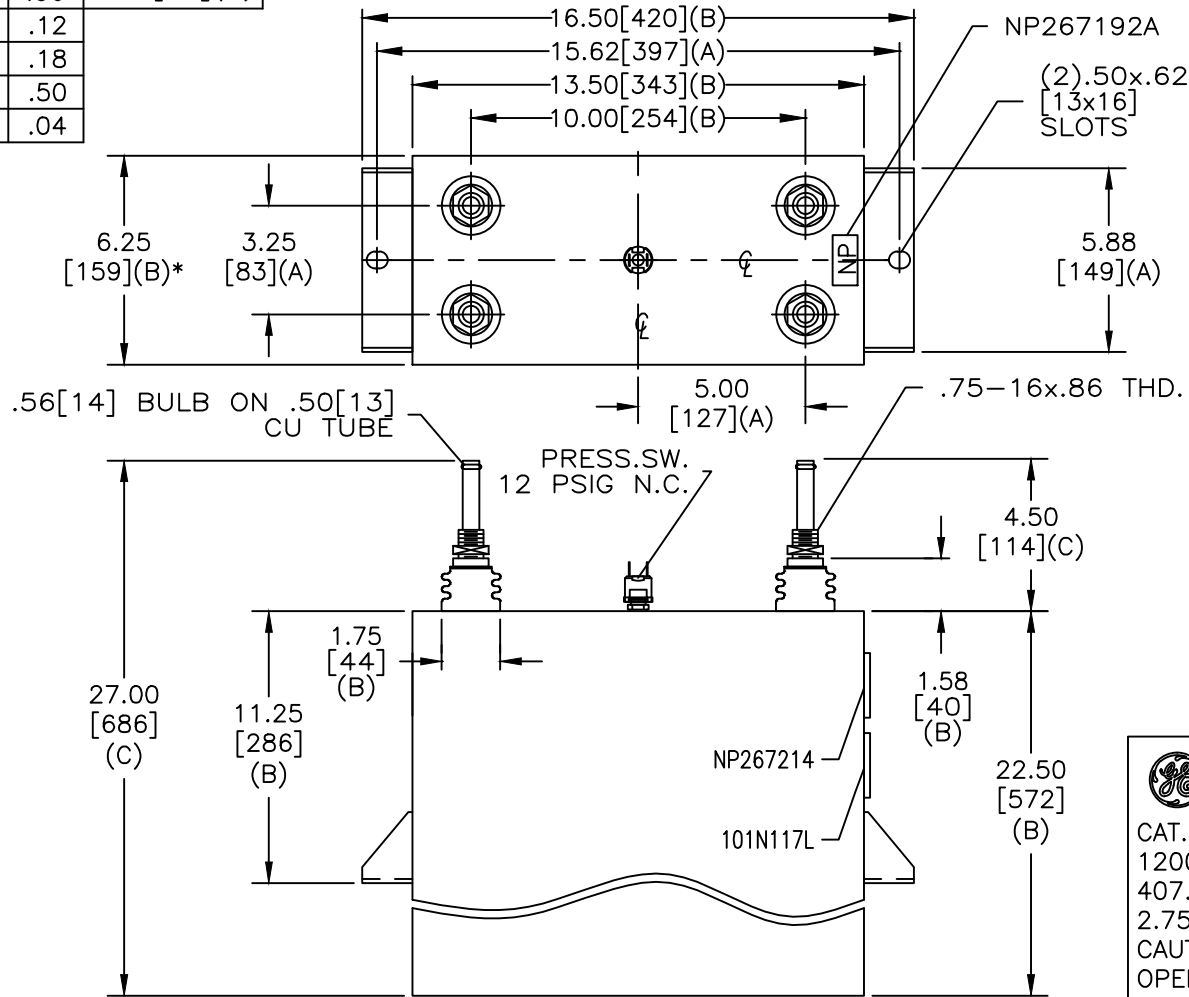 .12
.18
.50
.04
16.50[420](B)
15.62[397](A)
13.50[343](B)
10.00[254](B)
NP267192A
(2).50x.62
[13x16]
SLOTS
6.25
[159](B)*
3.25
[83](A)
NP
5.88
[149](A)
.56[14] BULB ON .50[13]
CU TUBE
5.00
[127](A)
.75-16x.86 THD.
PRESS.SW.
12 PSIG N.C.
4.50
[114](C)
1.75
[44]
(B)
1.58
[40]
(B)
27.00
[686]
(C)
11.25
[286]
(B)
NP267214
101N117L
22.50
[572]
(B)
GE
CAT.
1200
407.
2.75
CAUT
OPER